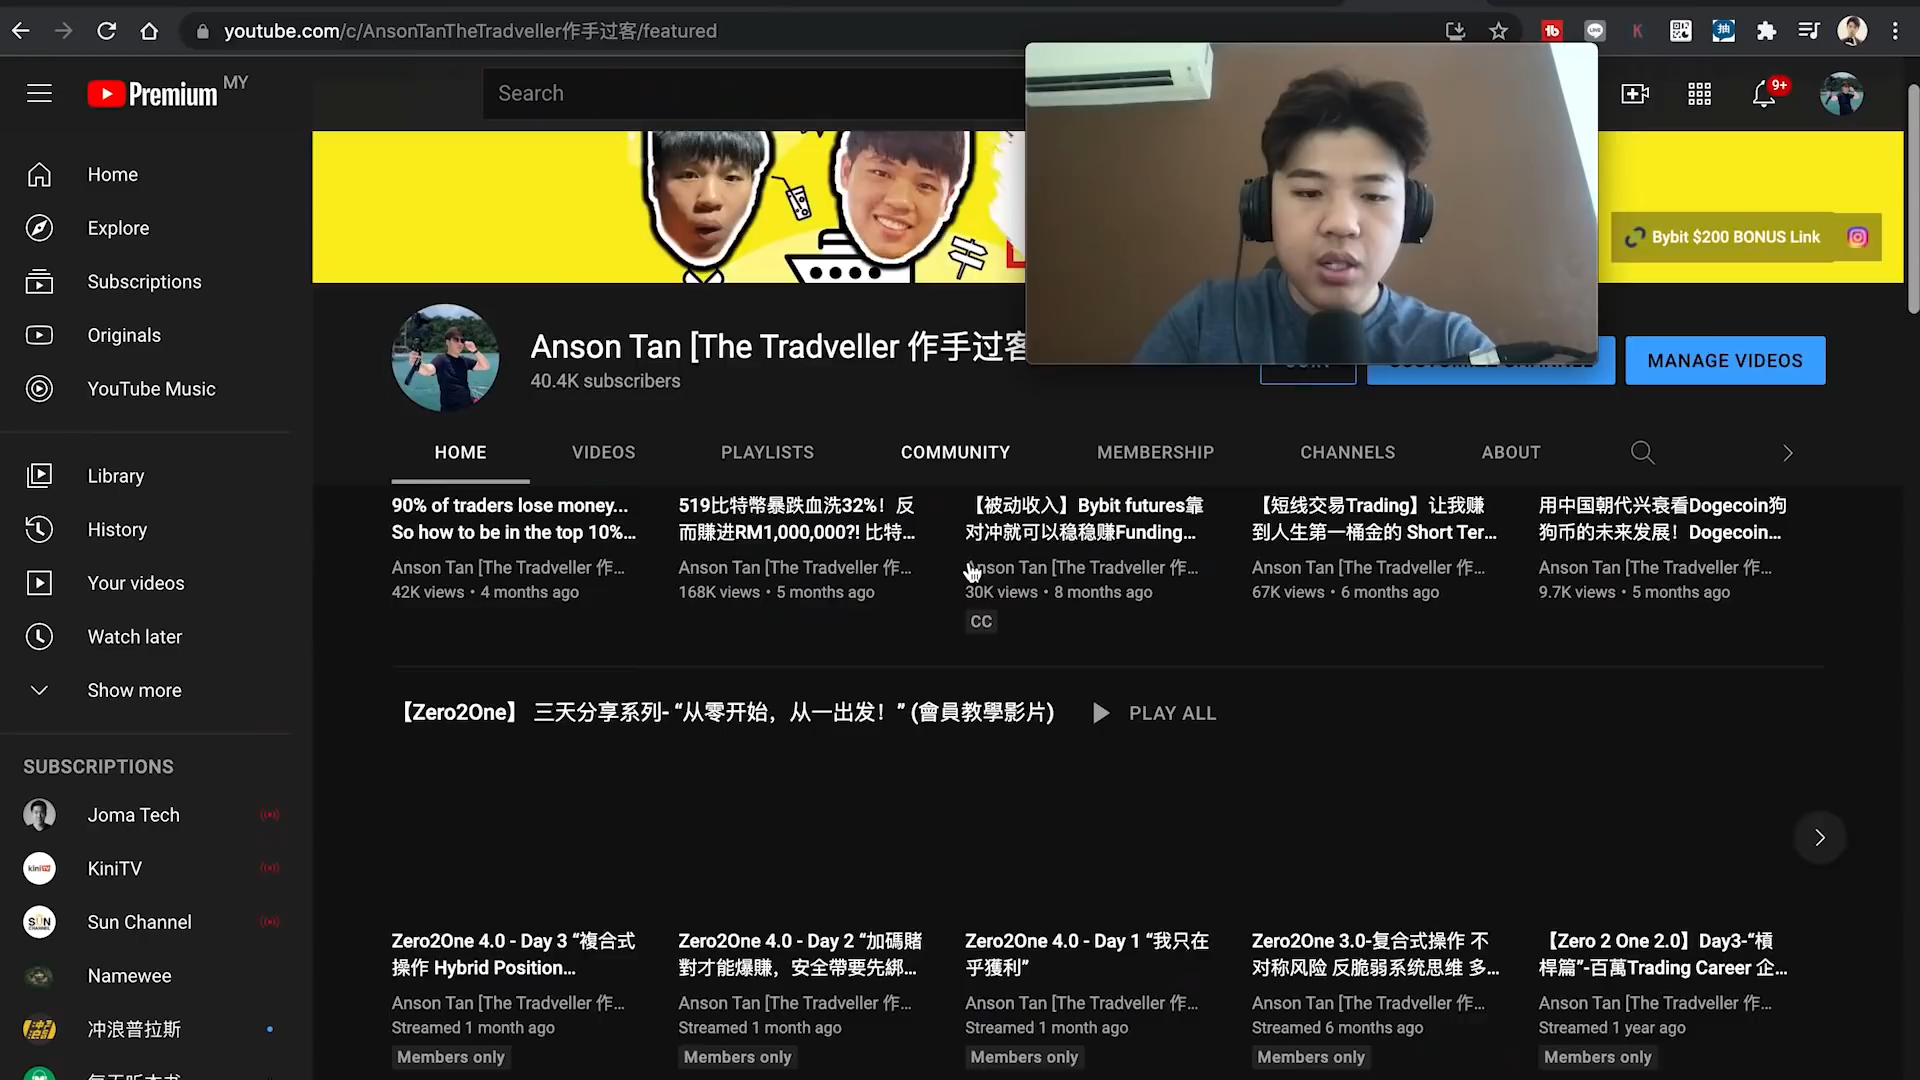 youtube.com/c/AnsonTanTheTradveller作手过客/featured
Premium MY
Search
9+
Home
Explore
Subscriptions
Originals
YouTube Music
Library
History
Your videos
Watch later
Show more
SUBSCRIPTIONS
Joma Tech
KiniTV
Sun Channel
Namewee
冲浪普拉斯
Bybit $200 BONUS Link
Anson Tan [The Tradveller 作手过客
40.4K subscribers
JOIN
CUSTOMIZE CHANNEL
MANAGE VIDEOS
HOME
VIDEOS
PLAYLISTS
COMMUNITY
MEMBERSHIP
CHANNELS
ABOUT
90% of traders lose money...
So how to be in the top 10%...
Anson Tan [The Tradveller 作...
42K views • 4 months ago
519比特幣暴跌血洗32%！反
而賺进RM1,000,000?! 比特...
Anson Tan [The Tradveller 作...
168K views • 5 months ago
【被动收入】Bybit futures靠
对冲就可以稳稳赚Funding...
Anson Tan [The Tradveller 作...
30K views • 8 months ago
CC
【短线交易Trading】让我赚
到人生第一桶金的 Short Ter...
Anson Tan [The Tradveller 作...
67K views • 6 months ago
用中国朝代兴衰看Dogecoin狗
狗币的未来发展！Dogecoin...
Anson Tan [The Tradveller 作...
9.7K views • 5 months ago
【Zero2One】 三天分享系列- “从零开始，从一出发！” (會員教學影片)
PLAY ALL
Zero2One 4.0 - Day 3 “複合式
操作 Hybrid Position...
Anson Tan [The Tradveller 作...
Streamed 1 month ago
Members only
Zero2One 4.0 - Day 2 “加碼賭
對才能爆賺，安全帶要先綁...
Anson Tan [The Tradveller 作...
Streamed 1 month ago
Members only
Zero2One 4.0 - Day 1 “我只在
乎獲利”
Anson Tan [The Tradveller 作...
Streamed 1 month ago
Members only
Zero2One 3.0-复合式操作 不
对称风险 反脆弱系统思维 多...
Anson Tan [The Tradveller 作...
Streamed 6 months ago
Members only
【Zero 2 One 2.0】Day3-“槓
桿篇”-百萬Trading Career 企...
Anson Tan [The Tradveller 作...
Streamed 1 year ago
Members only